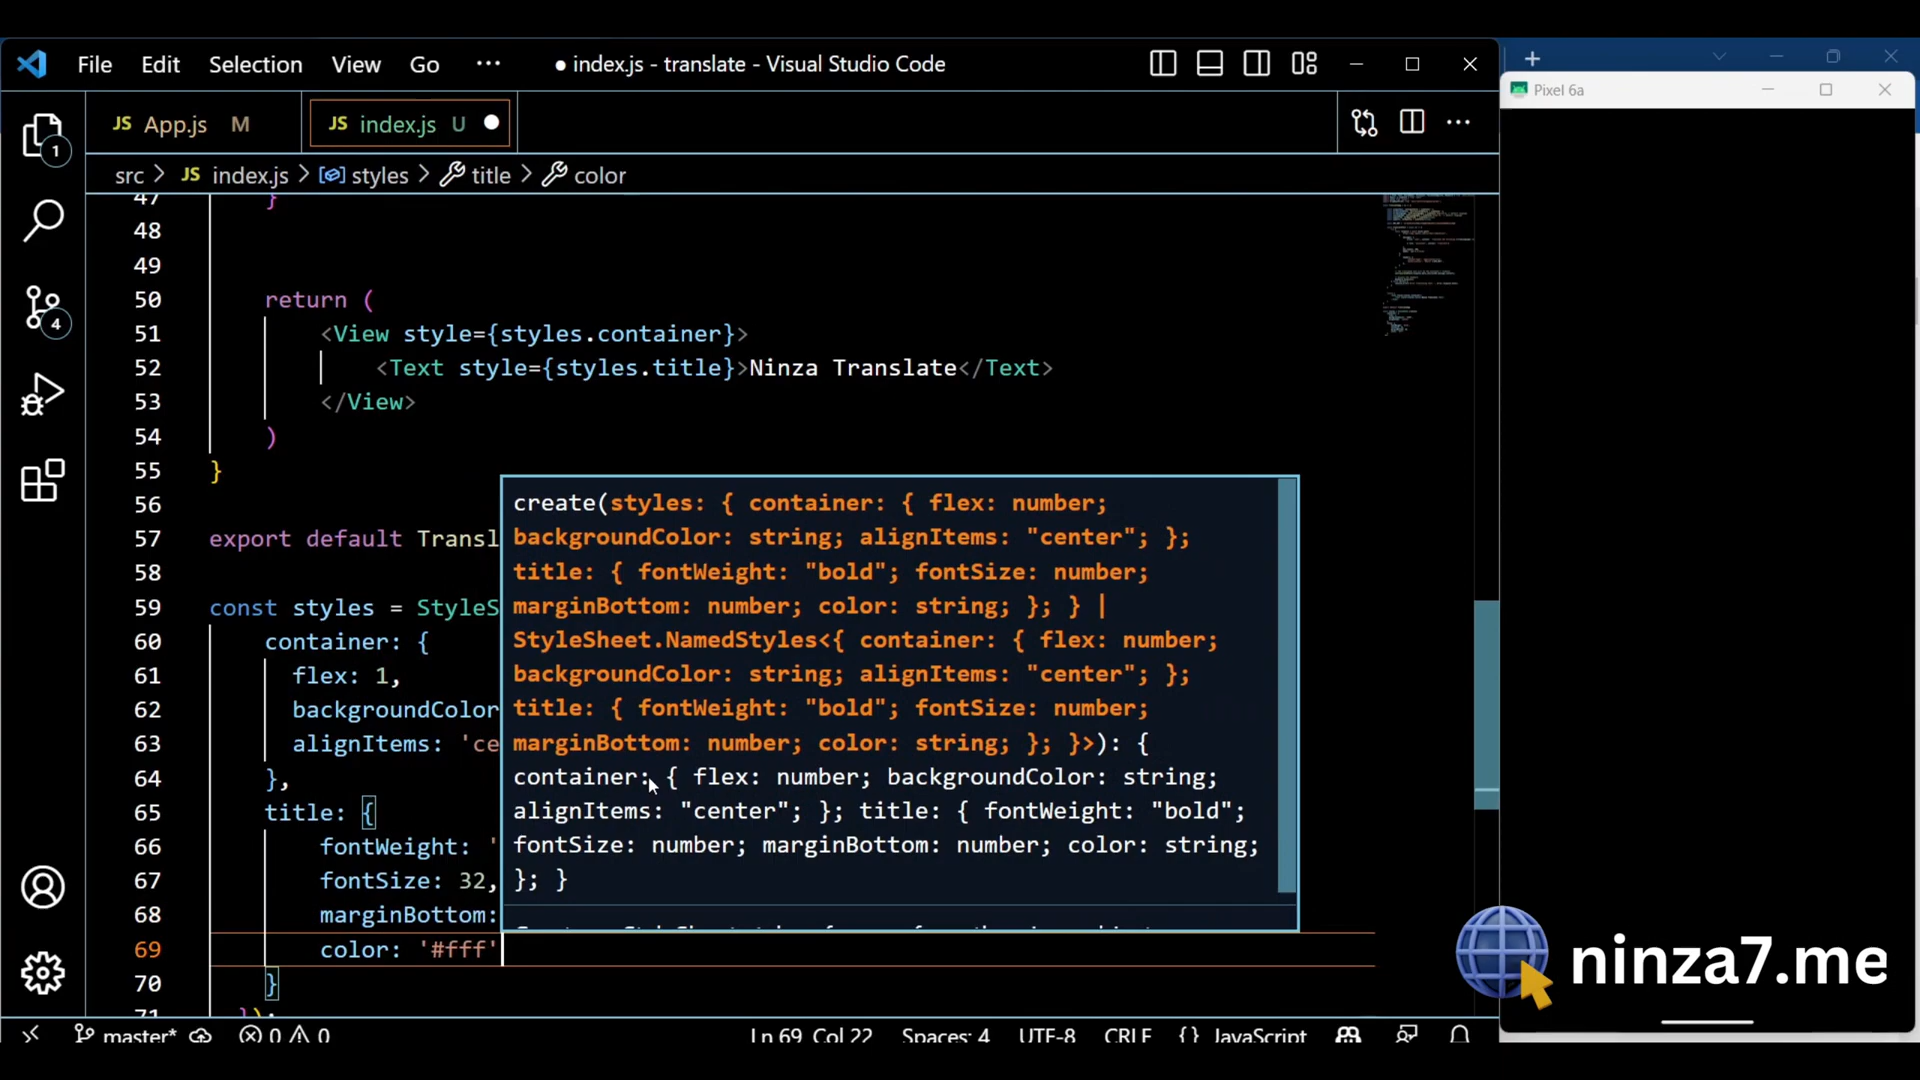 File Edit Selection View Go ··· ● index.js - translate - Visual Studio Code
Pixel 6a
JS App.js M JS index.js U
1
src > JS index.js > styles > title > color
47 }
48
49
50 return (
51 <View style={styles.container}>
52 <Text style={styles.title}>Ninza Translate</Text>
53 </View>
54 )
55 }
56
57 export default Transl
58
59 const styles = StyleS
60 container: {
61 flex: 1,
62 backgroundColor
63 alignItems: 'ce
64 },
65 title: {
66 fontWeight: '
67 fontSize: 32,
68 marginBottom:
69 color: '#fff'
70 }
71 });
4
create(styles: { container: { flex: number;
backgroundColor: string; alignItems: "center"; };
title: { fontWeight: "bold"; fontSize: number;
marginBottom: number; color: string; }; } |
StyleSheet.NamedStyles<{ container: { flex: number;
backgroundColor: string; alignItems: "center"; };
title: { fontWeight: "bold"; fontSize: number;
marginBottom: number; color: string; }; }>): {
container: { flex: number; backgroundColor: string;
alignItems: "center"; }; title: { fontWeight: "bold";
fontSize: number; marginBottom: number; color: string;
}; }
ninza7.me
master* 0 0 Ln 69, Col 22 Spaces: 4 UTF-8 CRLF {} JavaScript